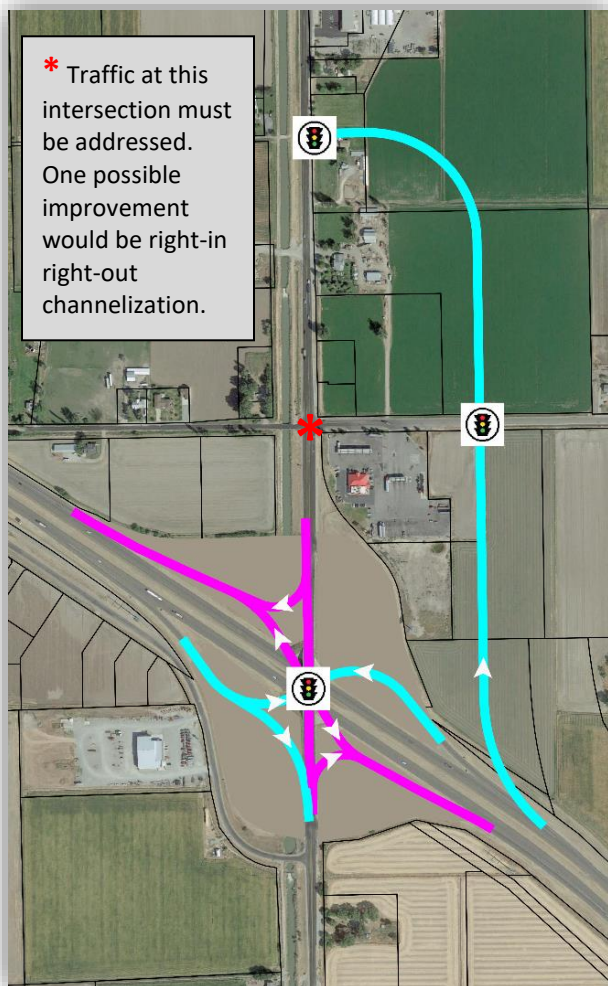 * Traffic at this
intersection must
be addressed.
One possible
improvement
would be right-in
right-out
channelization.
*